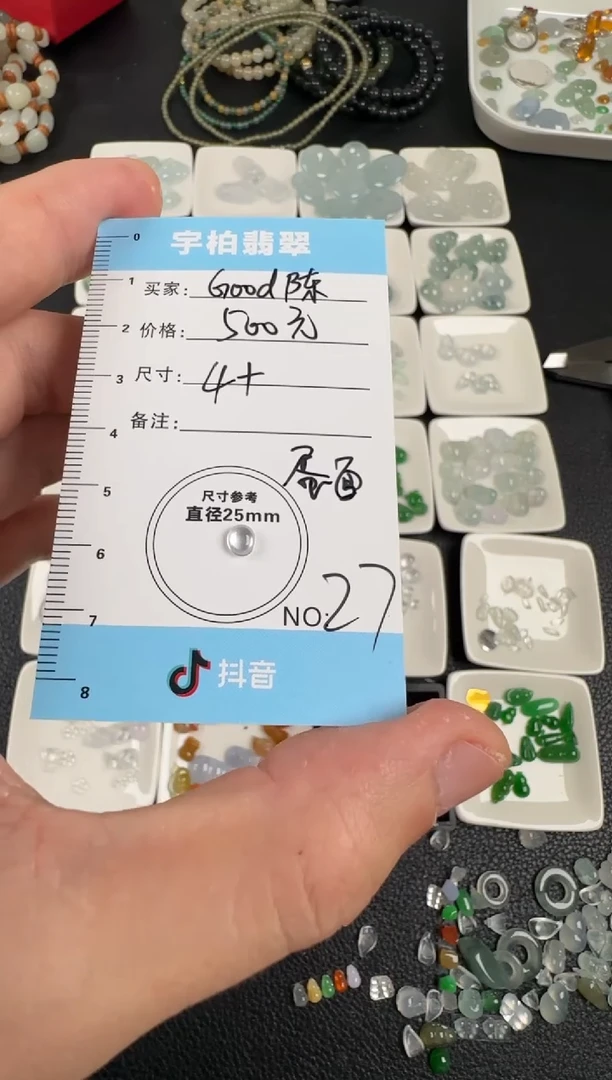 宇柏翡翠
买家: Good陈
价格: 500元
尺寸: 4+
备注:
蛋面
尺寸参考
直径25mm
NO: 27
抖音
0
1
2
3
4
5
6
7
8